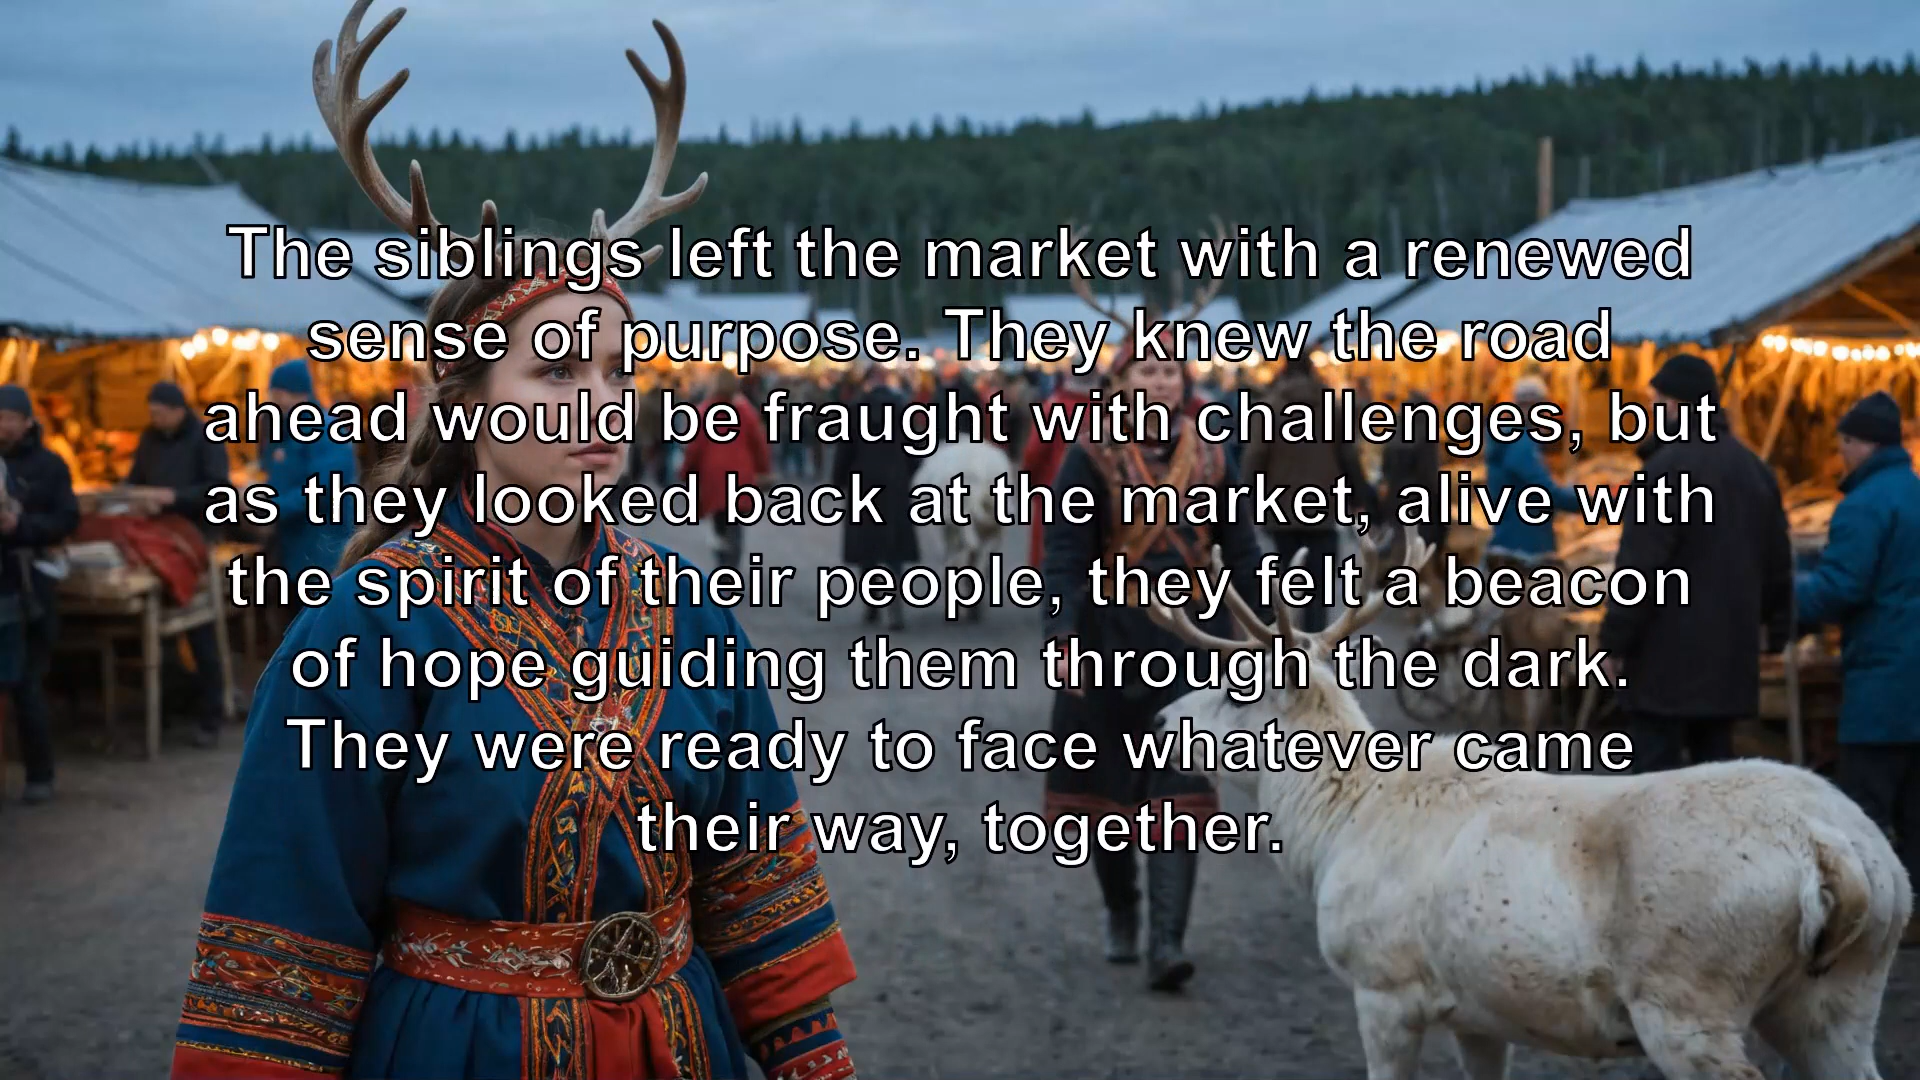 The siblings left the market with a renewed
sense of purpose. They knew the road
ahead would be fraught with challenges, but
as they looked back at the market, alive with
the spirit of their people, they felt a beacon
of hope guiding them through the dark.
They were ready to face whatever came
their way, together.